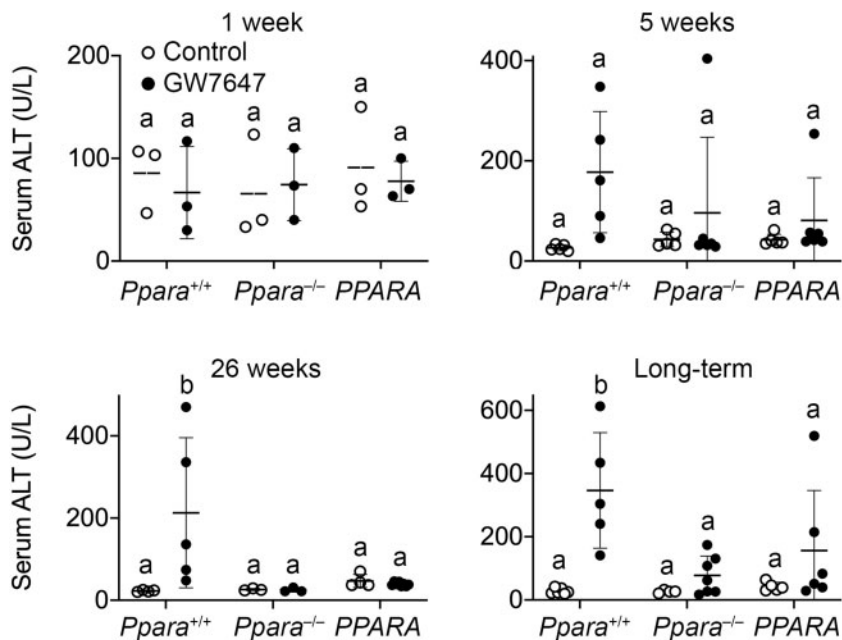 1 week
Serum ALT (U/L)
200
100
0
○ Control
● GW7647
a a a a a a
Ppara+/+ Ppara–/– PPARA
5 weeks
400
200
0
a a a a a a
Ppara+/+ Ppara–/– PPARA
26 weeks
Serum ALT (U/L)
400
200
0
a b a a a a
Ppara+/+ Ppara–/– PPARA
Long-term
600
400
200
0
a b a a a a
Ppara+/+ Ppara–/– PPARA